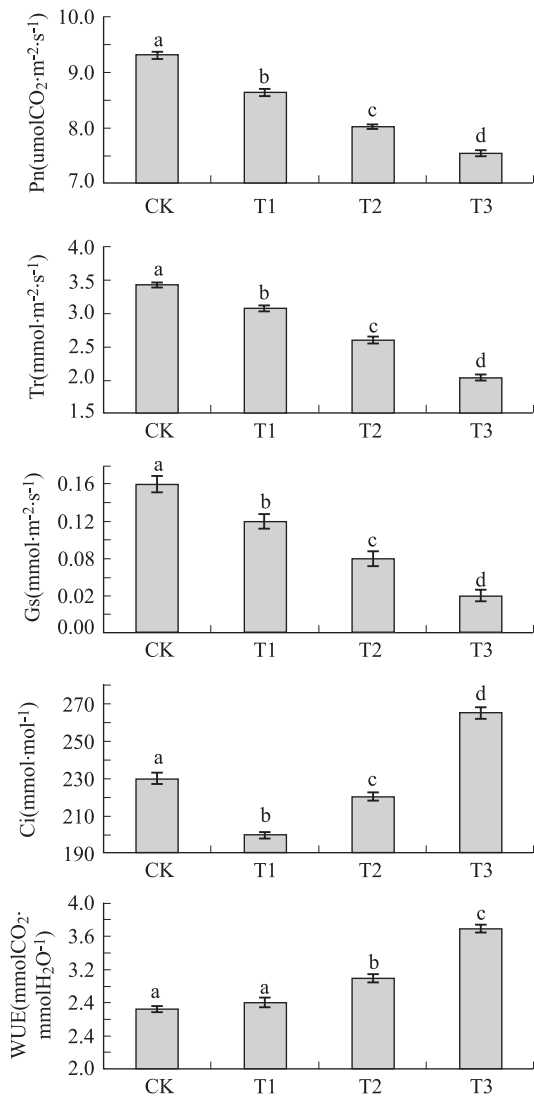 Pn(umolCO₂·m⁻²·s⁻¹)
10.0
9.0
8.0
7.0
a
b
c
d
CK T1 T2 T3
Tr(mmol·m⁻²·s⁻¹)
4.0
3.5
3.0
2.5
2.0
1.5
a
b
c
d
CK T1 T2 T3
Gs(mmol·m⁻²·s⁻¹)
0.16
0.12
0.08
0.02
0.00
a
b
c
d
CK T1 T2 T3
Ci(mmol·mol⁻¹)
270
250
230
210
190
a
b
c
d
CK T1 T2 T3
WUE(mmolCO₂·
mmolH₂O⁻¹)
4.0
3.6
3.2
2.4
2.4
2.0
a
a
b
c
CK T1 T2 T3